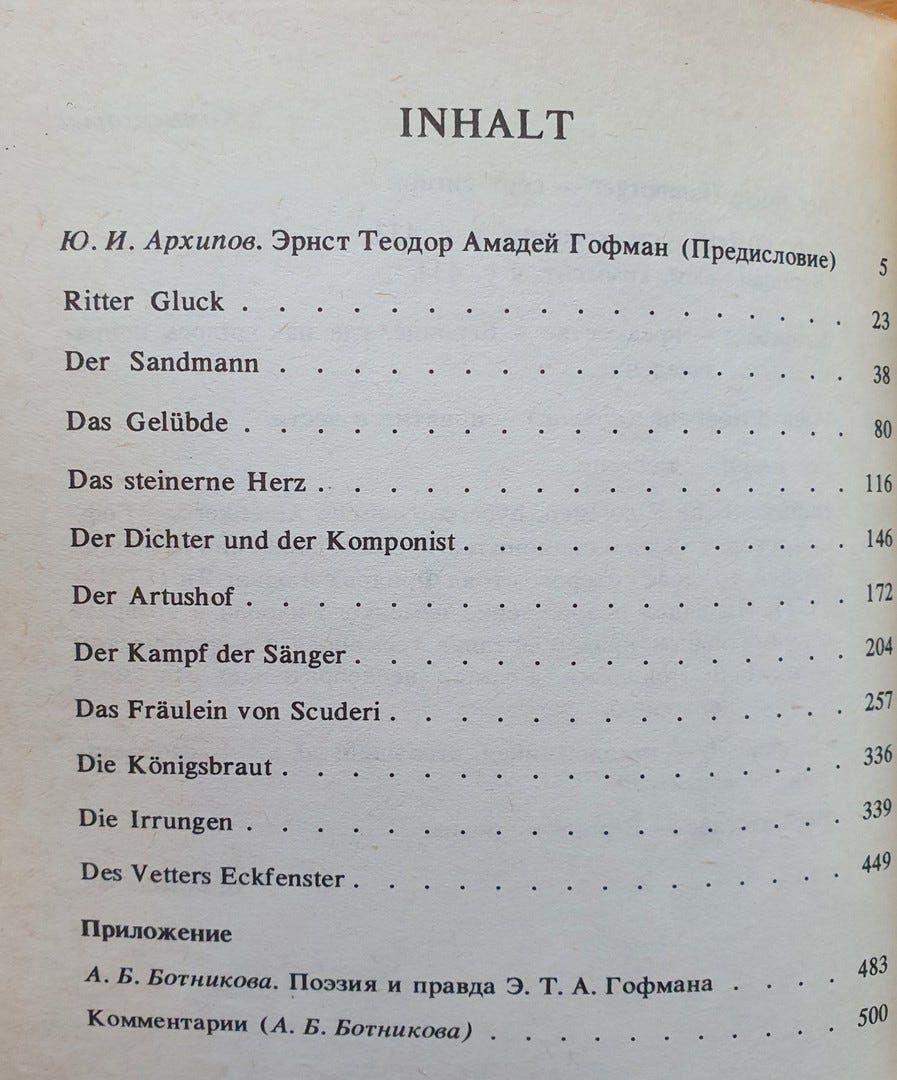 INHALT
Ю. И. Архипов. Эрнст Теодор Амадей Гофман (Предисловие) 5
Ritter Gluck . . . . . . . . . . . . . . . . . 23
Der Sandmann . . . . . . . . . . . . . . . . 38
Das Gelübde . . . . . . . . . . . . . . . . . 80
Das steinerne Herz . . . . . . . . . . . . . . . 116
Der Dichter und der Komponist . . . . . . . . . . . 146
Der Artushof . . . . . . . . . . . . . . . . . 172
Der Kampf der Sänger . . . . . . . . . . . . . . 204
Das Fräulein von Scuderi . . . . . . . . . . . . . 257
Die Königsbraut . . . . . . . . . . . . . . . . 336
Die Irrungen . . . . . . . . . . . . . . . . . 339
Des Vetters Eckfenster . . . . . . . . . . . . . . 449
Приложение
А. Б. Ботникова. Поэзия и правда Э. Т. А. Гофмана . . . . 483
Комментарии (А. Б. Ботникова) . . . . . . . . . . . 500